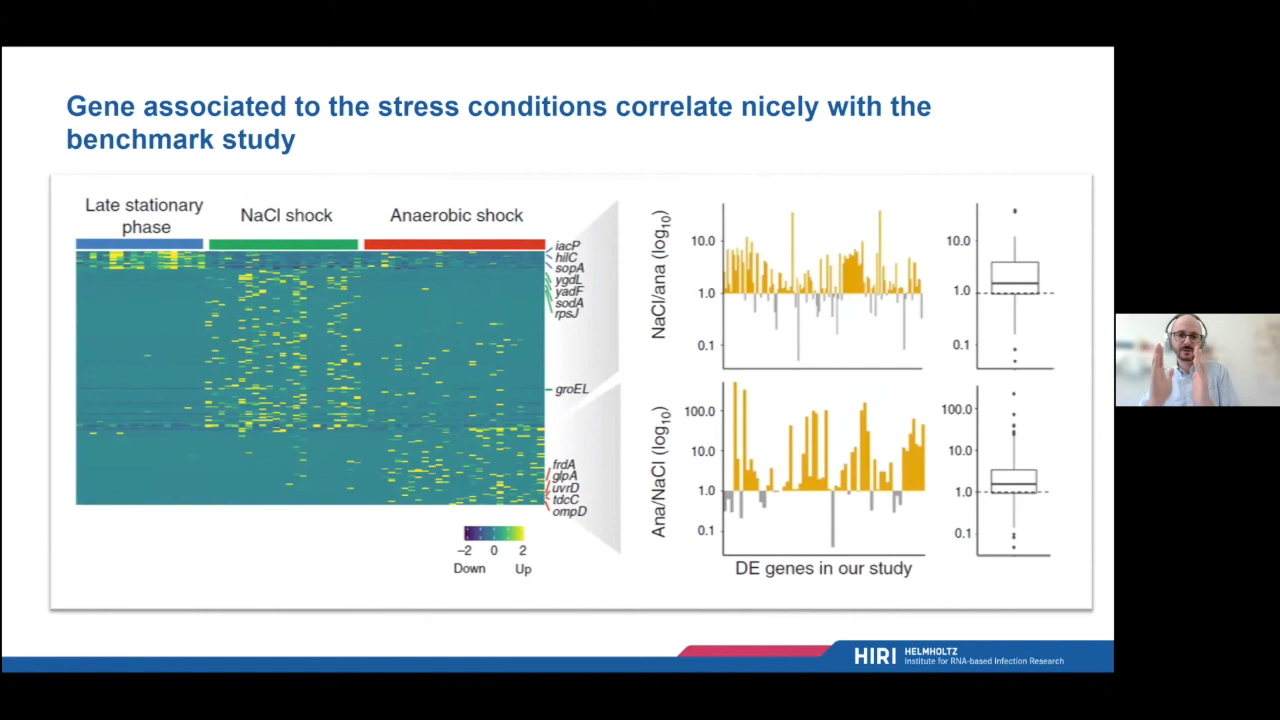 Gene associated to the stress conditions correlate nicely with the
benchmark study
Late stationary
phase
NaCl shock
Anaerobic shock
iacP
hilC
sopA
ygdL
yadF
sodA
rpsJ
groEL
frdA
glpA
uvrD
tdcC
ompD
−2 0 2
Down Up
NaCl/ana (log10)
10.0
1.0
0.1
10.0
1.0
0.1
Ana/NaCl (log10)
100.0
10.0
1.0
0.1
100.0
10.0
1.0
0.1
DE genes in our study
HIRI
HELMHOLTZ
Institute for RNA-based Infection Research